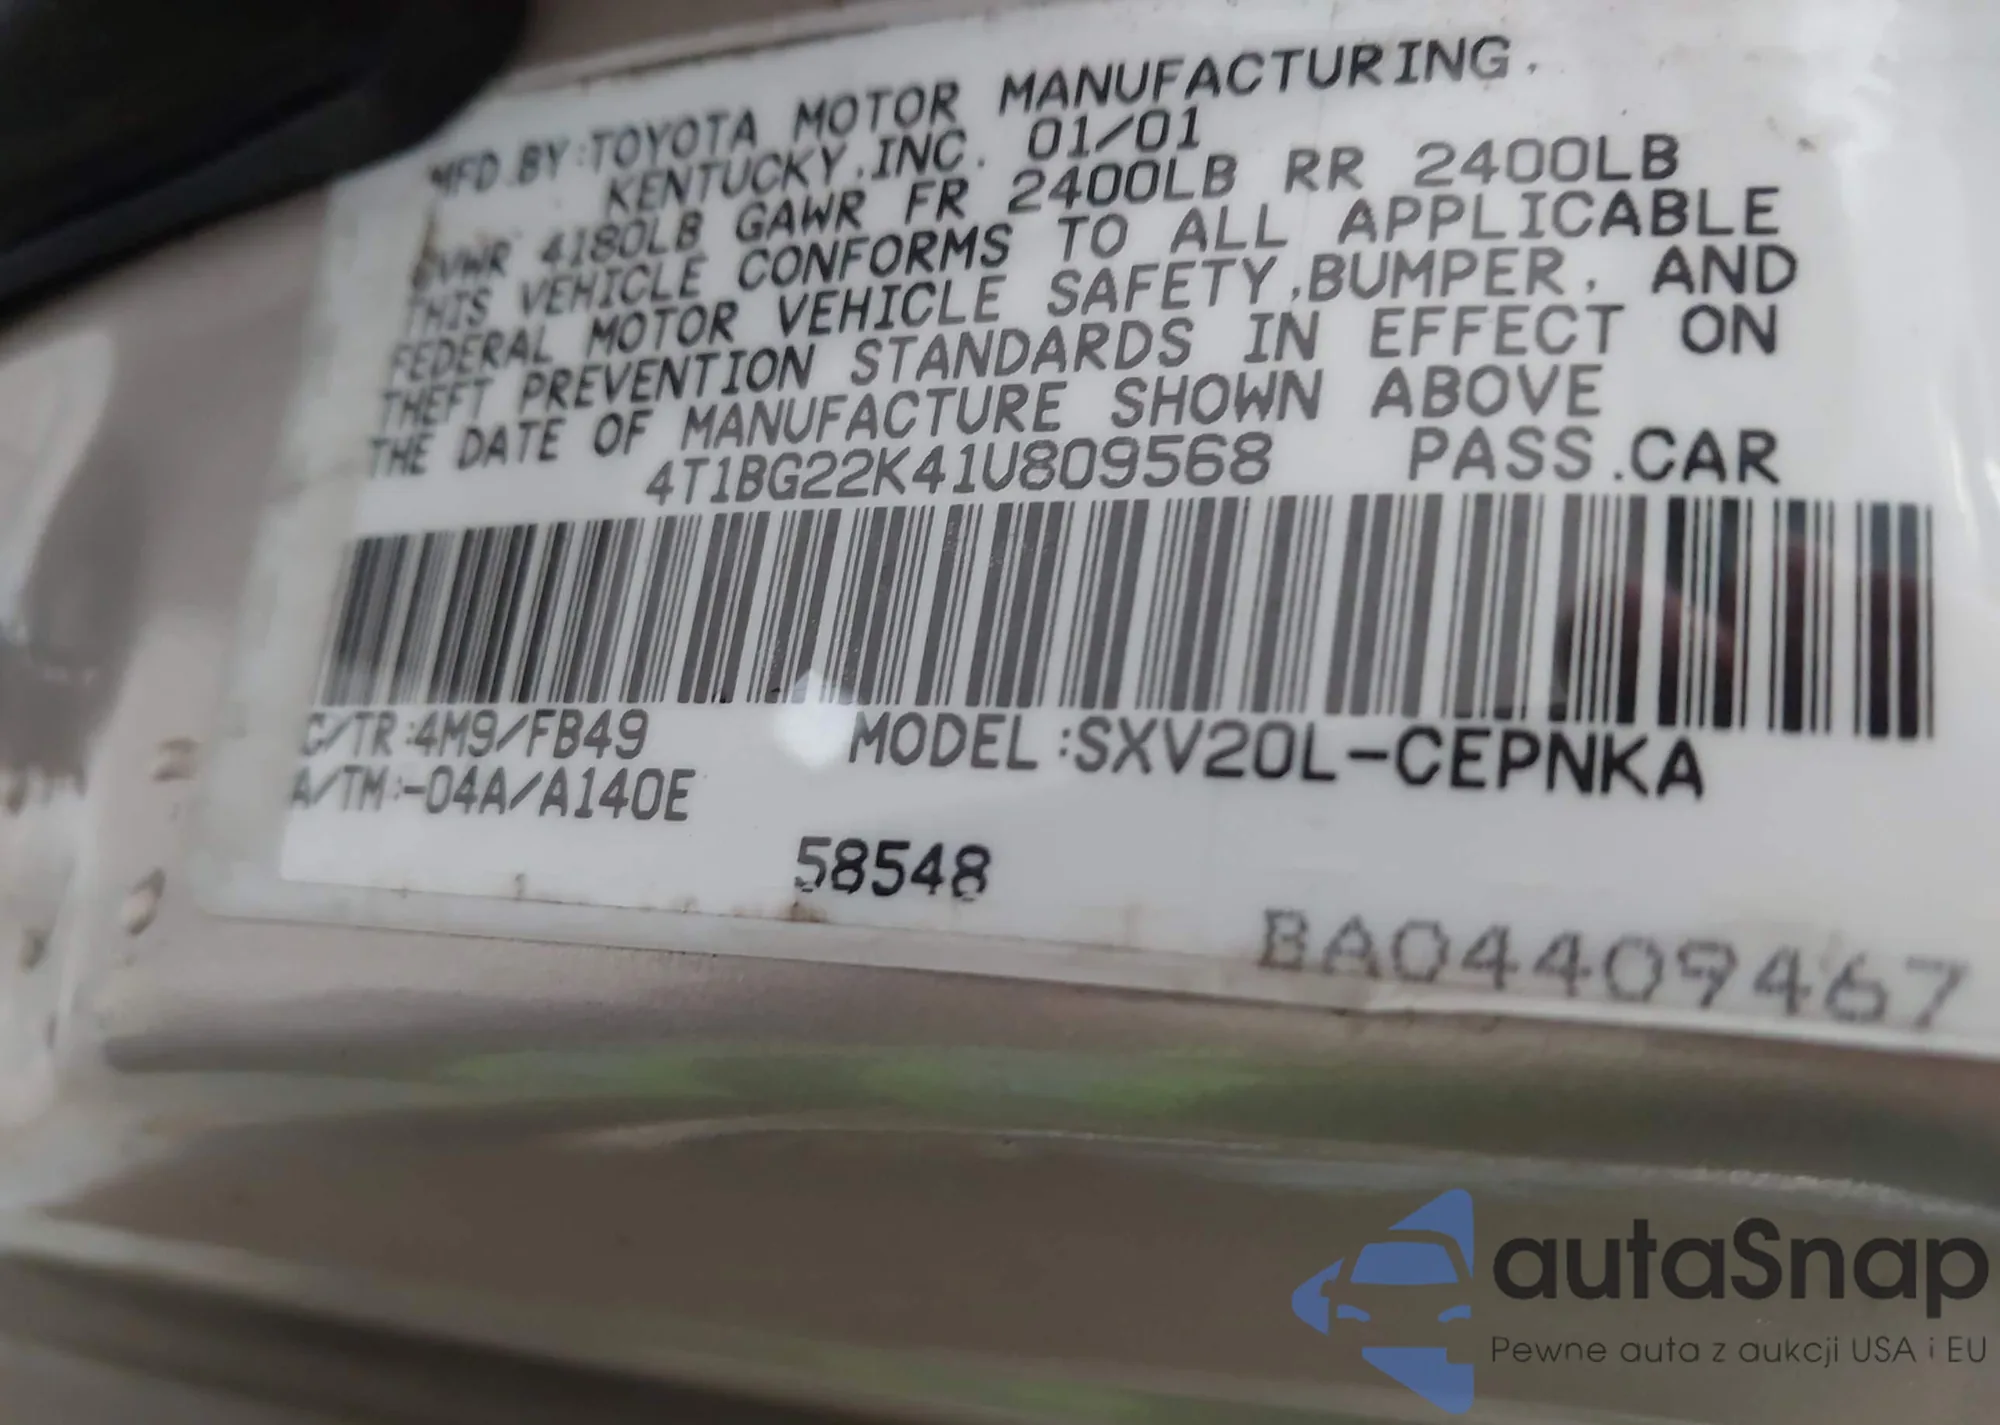 MFD.BY:TOYOTA MOTOR MANUFACTURING.
KENTUCKY,INC. 01/01
GVWR 4180LB GAWR FR 2400LB RR 2400LB
THIS VEHICLE CONFORMS TO ALL APPLICABLE
FEDERAL MOTOR VEHICLE SAFETY,BUMPER, AND
THEFT PREVENTION STANDARDS IN EFFECT ON
THE DATE OF MANUFACTURE SHOWN ABOVE
4T1BG22K41U809568 PASS.CAR
C/TR:4M9/FB49 MODEL:SXV20L-CEPNKA
A/TM:-04A/A140E
58548
BA04409467
autaSnap
Pewne auta z aukcji USA i EU